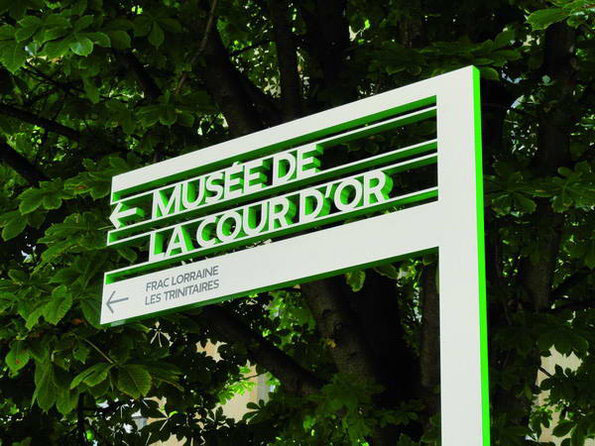 ← MUSÉE DE
LA COUR D'OR
← FRAC LORRAINE
LES TRINITAIRES